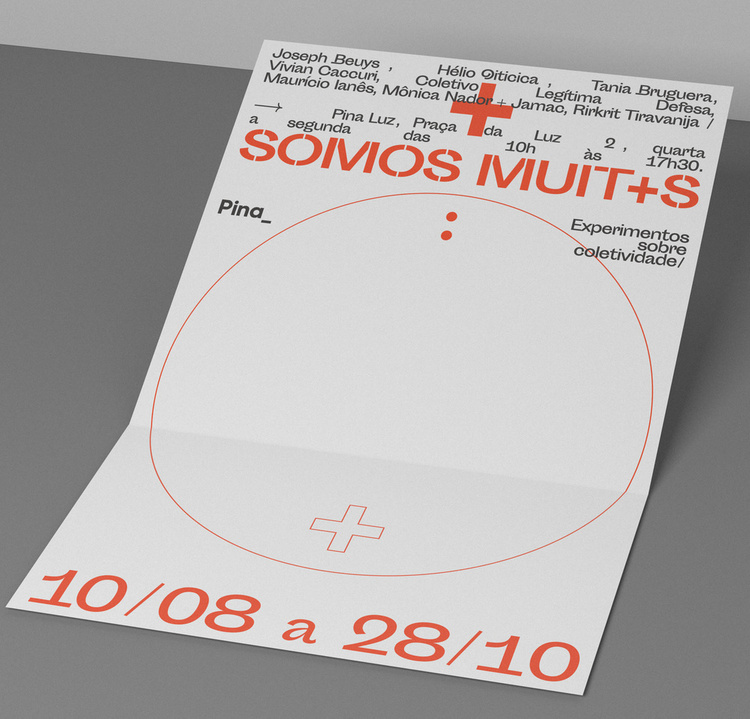 Joseph Beuys , Hélio Oiticica , Tania Bruguera,
Vivian Caccuri, Coletivo Legítima Defesa,
Maurício Ianês, Mônica Nador + Jamac, Rirkrit Tiravanija /
→ Pina Luz, Praça da Luz 2 , quarta
a segunda das 10h às 17h30.
SOMOS MUIT+S
Pina_
Experimentos
sobre
coletividade/
10/08 a 28/10